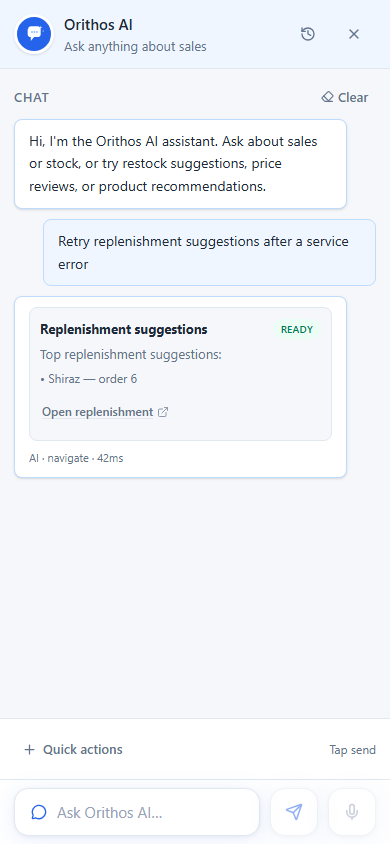 Orithos AI
Ask anything about sales
CHAT
Clear
Hi, I'm the Orithos AI assistant. Ask about sales
or stock, or try restock suggestions, price
reviews, or product recommendations.
Retry replenishment suggestions after a service
error
Replenishment suggestions
READY
Top replenishment suggestions:
• Shiraz — order 6
Open replenishment
AI · navigate · 42ms
Quick actions
Tap send
Ask Orithos AI...